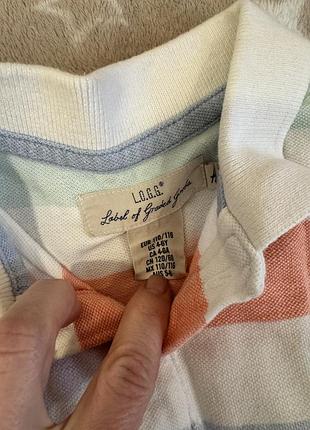 L.O.G.G.®
Label of Graded Goods
EUR 110/116
US 4-6Y
CA 4-6A
CN 120/60
MX 110/116
AUS 5-6